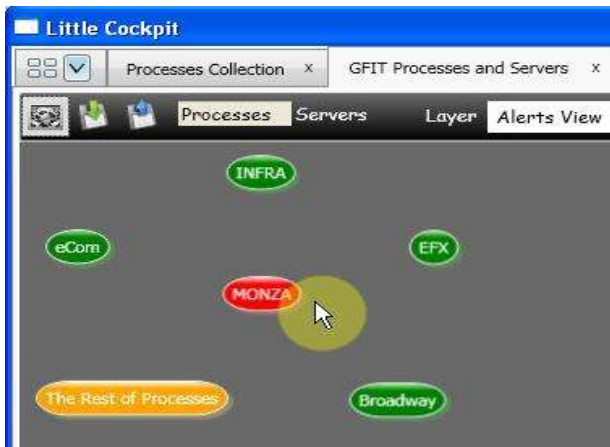 Little Cockpit
Processes Collection x GFIT Processes and Servers x
Processes Servers Layer Alerts View
INFRA
eCom EFX
MONZA
The Rest of Processes Broadway